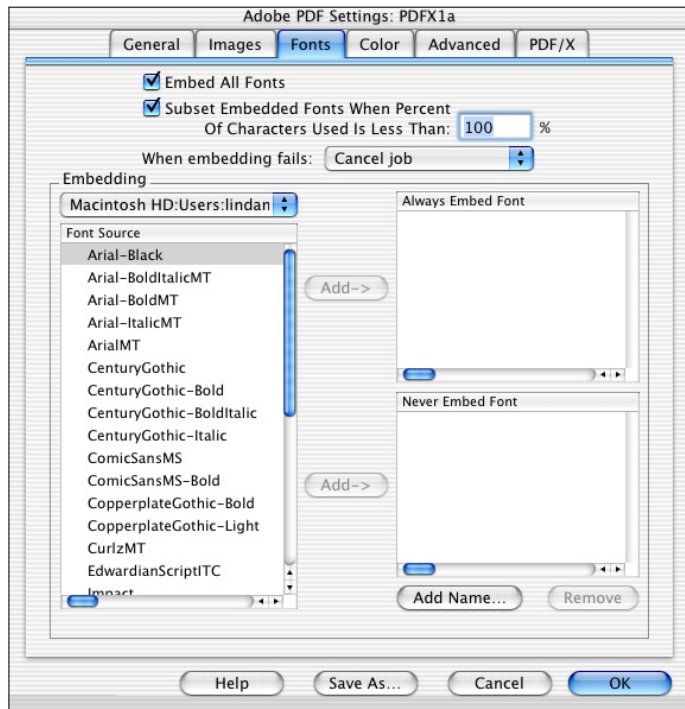 Adobe PDF Settings: PDFX1a
General Images Fonts Color Advanced PDF/X
Embed All Fonts
Subset Embedded Fonts When Percent
Of Characters Used Is Less Than: 100 %
When embedding fails: Cancel job
Embedding
Macintosh HD:Users:lindan
Font Source
Arial-Black
Arial-BoldItalicMT
Arial-BoldMT
Arial-ItalicMT
ArialMT
CenturyGothic
CenturyGothic-Bold
CenturyGothic-BoldItalic
CenturyGothic-Italic
ComicSansMS
ComicSansMS-Bold
CopperplateGothic-Bold
CopperplateGothic-Light
CurlzMT
EdwardianScriptITC
Impact
Add->
Add->
Always Embed Font
Never Embed Font
Add Name... Remove
Help Save As... Cancel OK